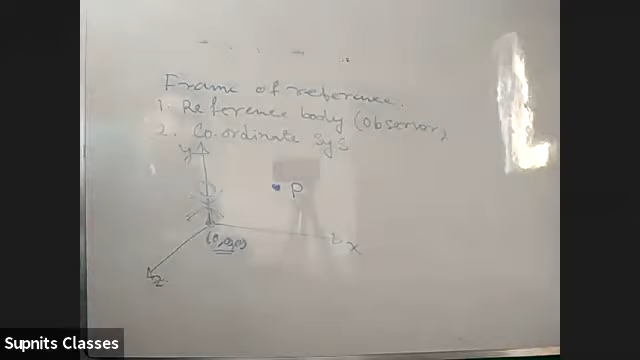 Frame of reference.
1. Reference body (Observer)
2. Co.ordinate Sys
y
P
(0,0,0)
X
Z
Supnits Classes